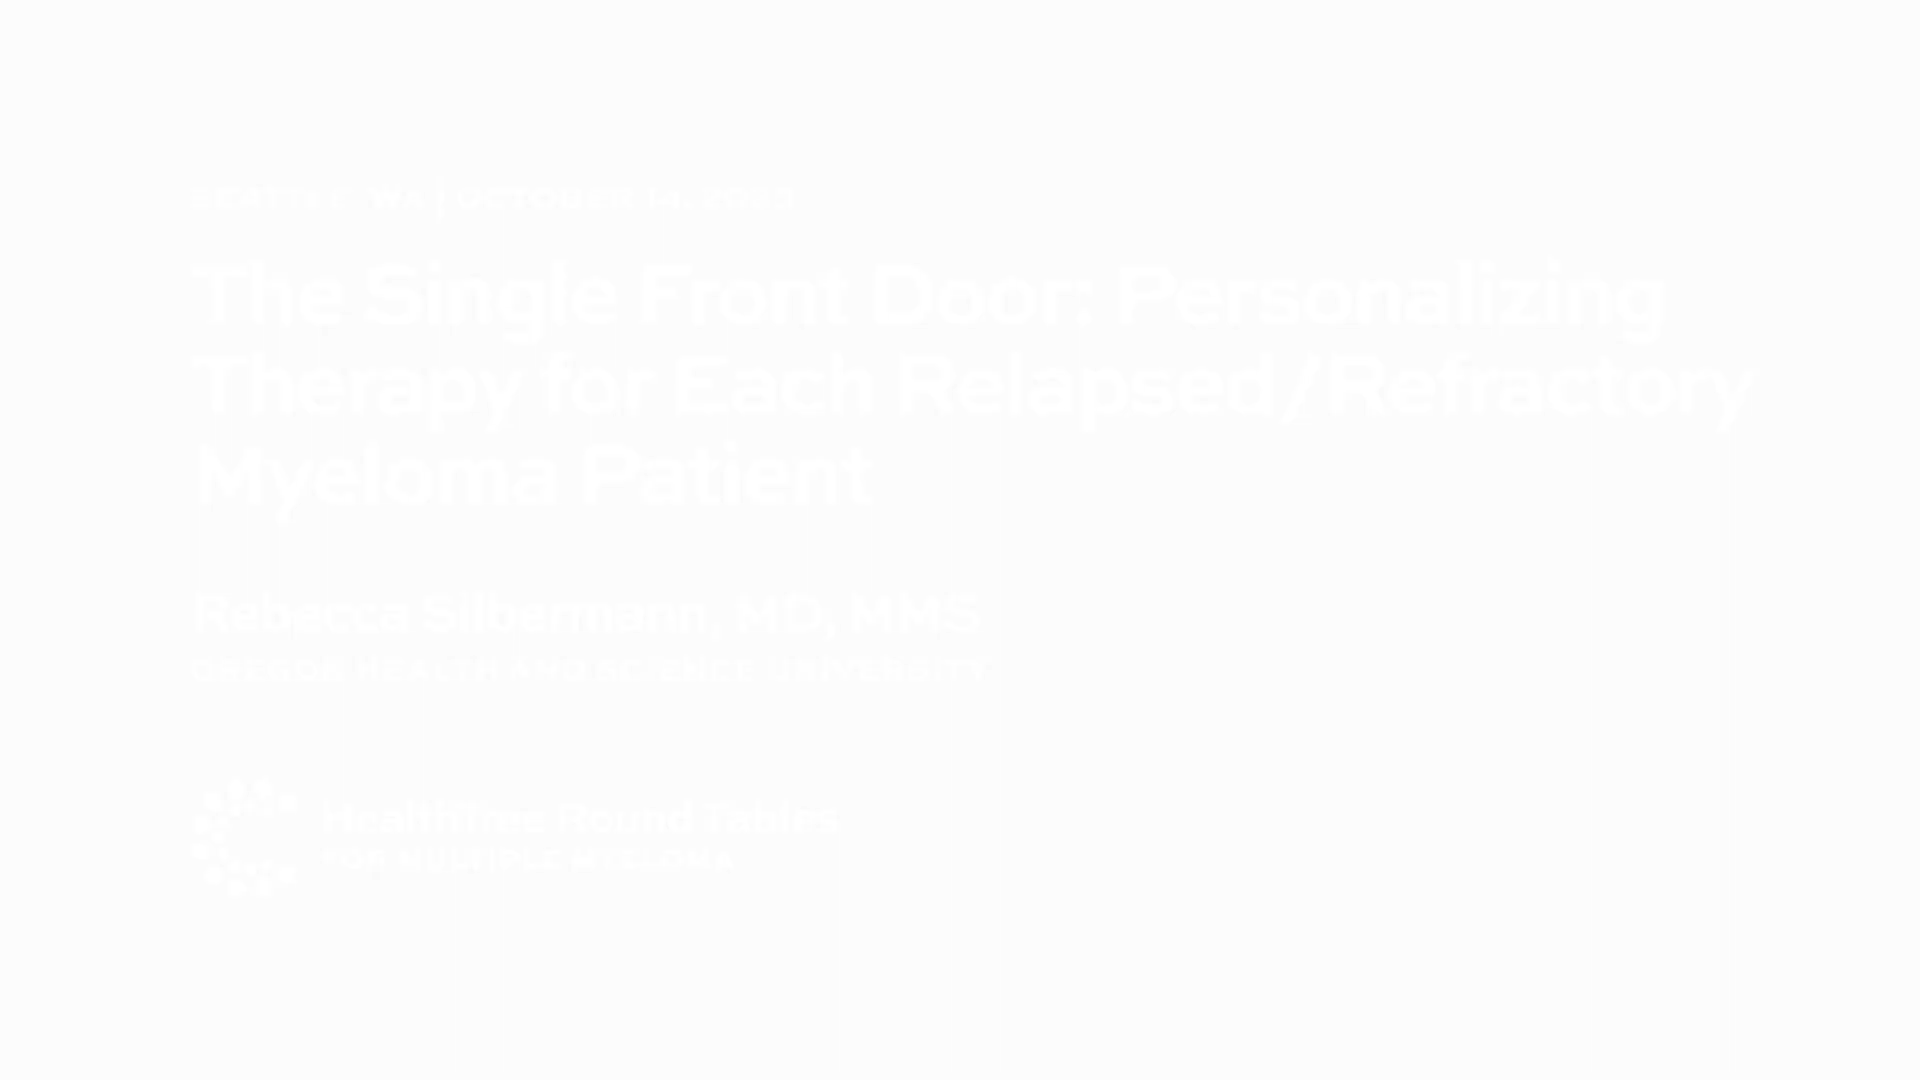 SEATTLE, WA | OCTOBER 14, 2023
The Single Front Door: Personalizing
Therapy for Each Relapsed/Refractory
Myeloma Patient
Rebecca Silbermann, MD, MMS
OREGON HEALTH AND SCIENCE UNIVERSITY
HealthTree Round Tables
FOR MULTIPLE MYELOMA